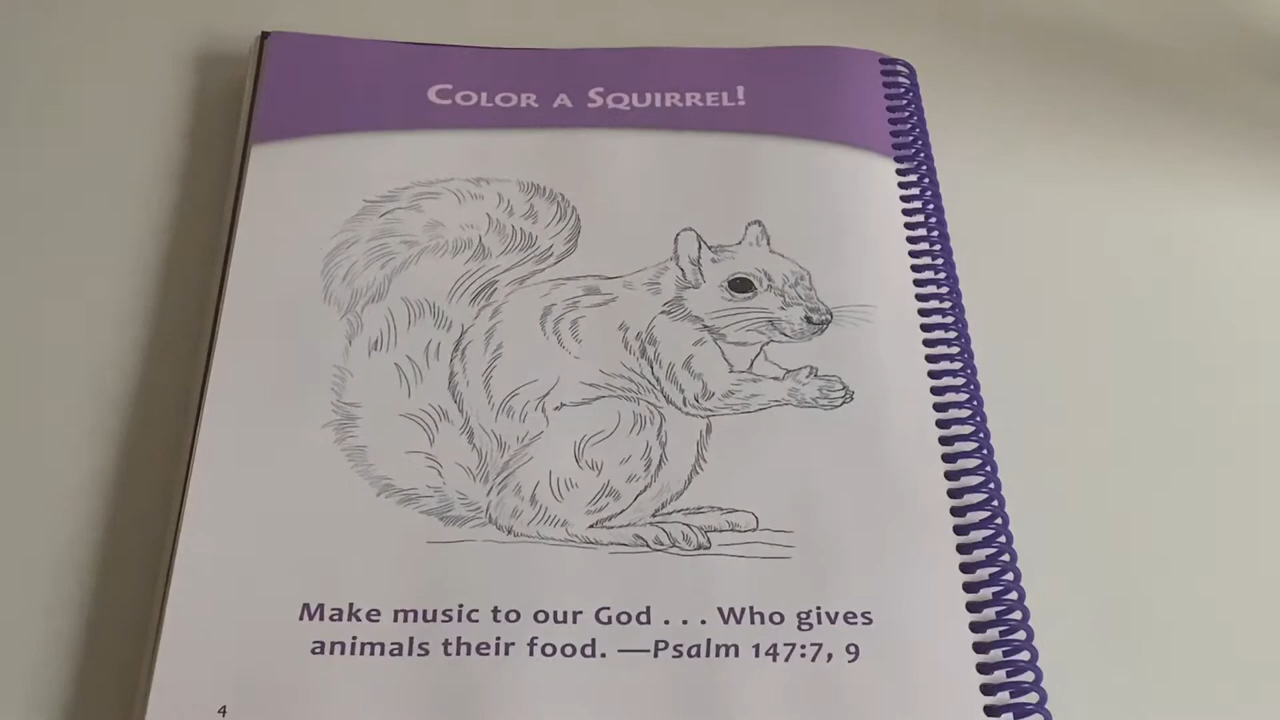 Color a Squirrel!
Make music to our God . . . Who gives
animals their food. —Psalm 147:7, 9
4